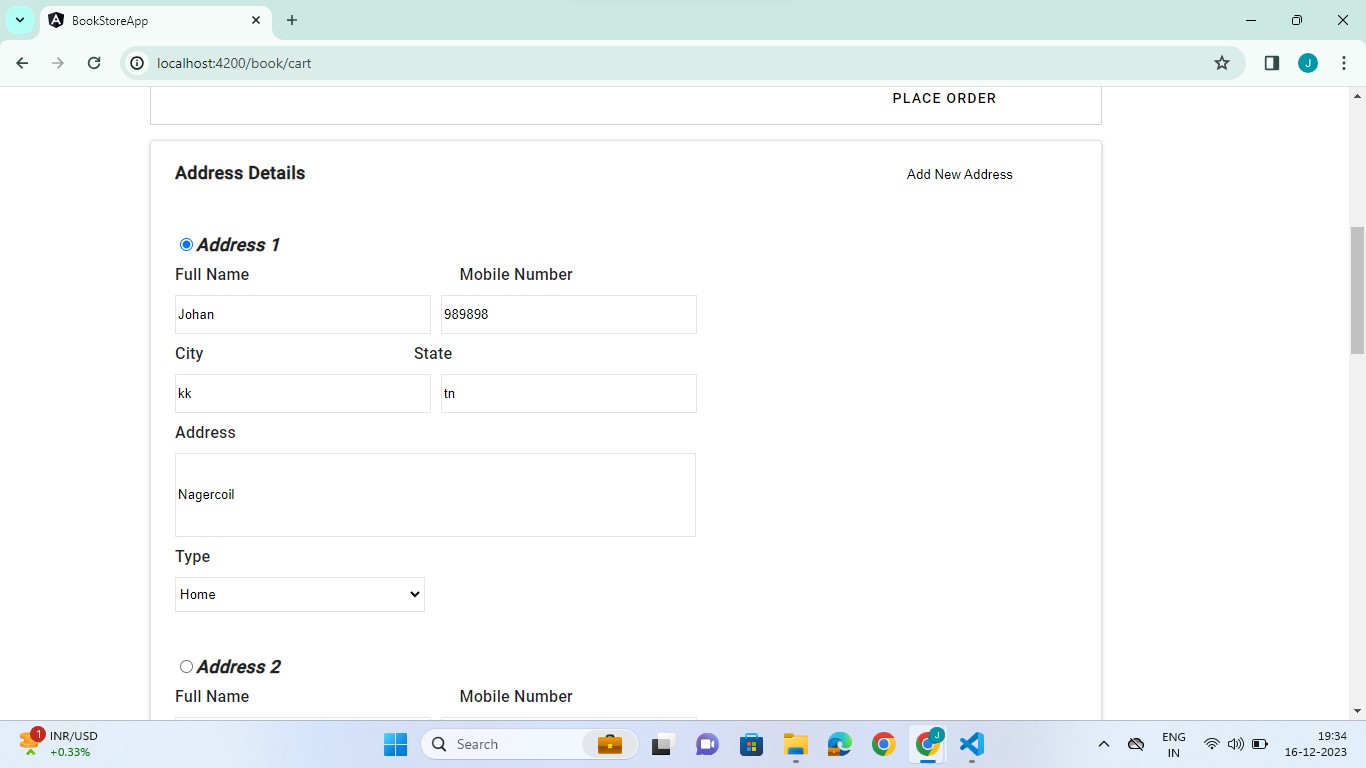 BookStoreApp
localhost:4200/book/cart
J
PLACE ORDER
Address Details
Add New Address
Address 1
Full Name Mobile Number
Johan 989898
City State
kk tn
Address
Nagercoil
Type
Home
Address 2
Full Name Mobile Number
1 INR/USD
+0.33%
Search
J
ENG
IN
19:34
16-12-2023